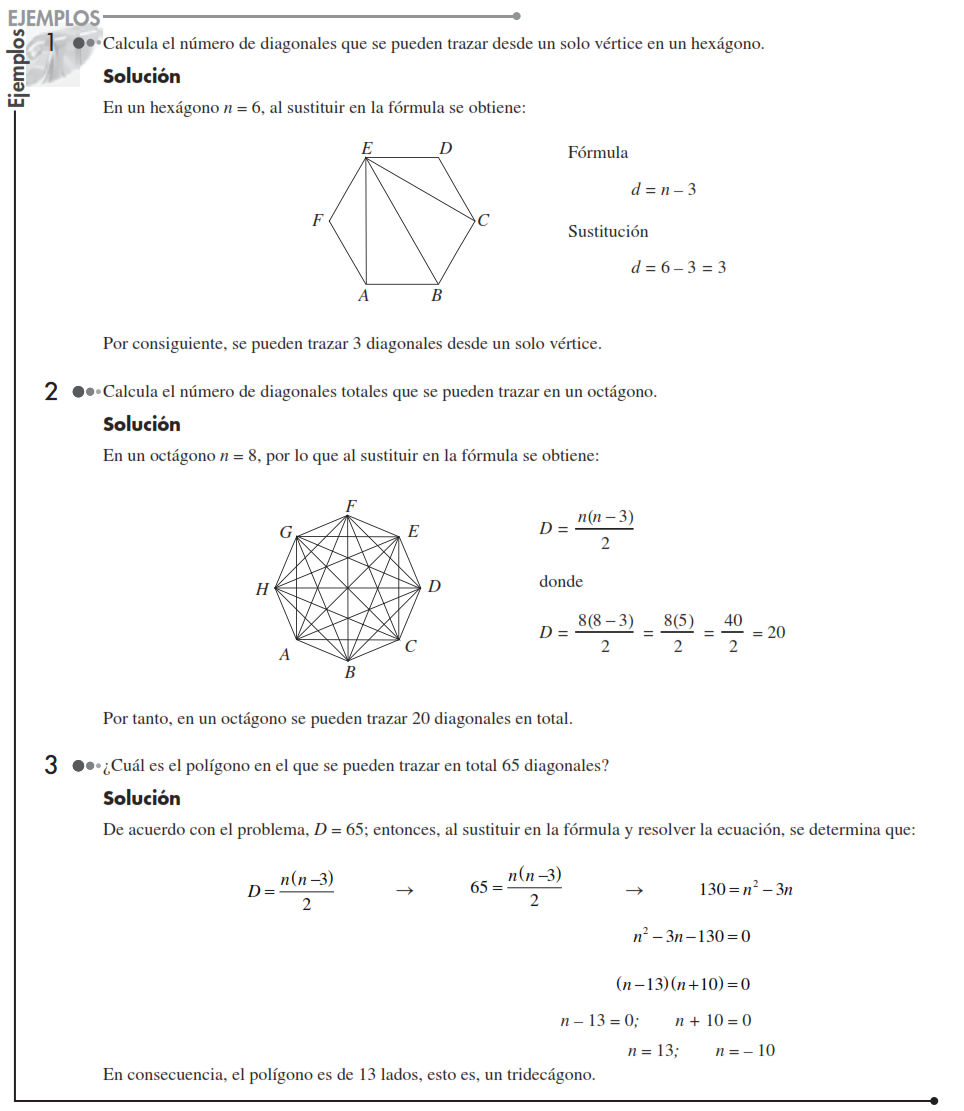 EJEMPLOS
Ejemplos
1 Calcula el número de diagonales que se pueden trazar desde un solo vértice en un hexágono.
Solución
En un hexágono n = 6, al sustituir en la fórmula se obtiene:
E D
F C
A B
Fórmula
d = n – 3
Sustitución
d = 6 – 3 = 3
Por consiguiente, se pueden trazar 3 diagonales desde un solo vértice.
2 Calcula el número de diagonales totales que se pueden trazar en un octágono.
Solución
En un octágono n = 8, por lo que al sustituir en la fórmula se obtiene:
F
G E
H D
A C
B
D = n(n – 3) / 2
donde
D = 8(8 – 3) / 2 = 8(5) / 2 = 40 / 2 = 20
Por tanto, en un octágono se pueden trazar 20 diagonales en total.
3 ¿Cuál es el polígono en el que se pueden trazar en total 65 diagonales?
Solución
De acuerdo con el problema, D = 65; entonces, al sustituir en la fórmula y resolver la ecuación, se determina que:
D = n(n –3) / 2 → 65 = n(n –3) / 2 → 130 = n² – 3n
n² – 3n – 130 = 0
(n – 13)(n + 10) = 0
n – 13 = 0; n + 10 = 0
n = 13; n = – 10
En consecuencia, el polígono es de 13 lados, esto es, un tridecágono.